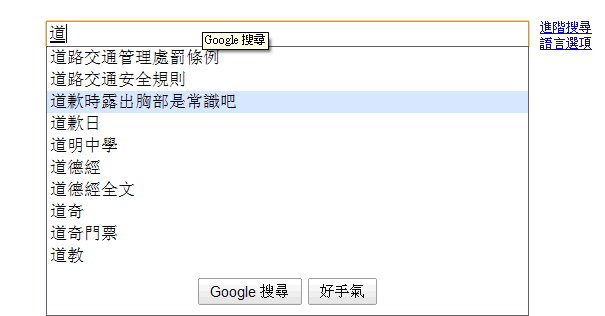 道
Google 搜尋
進階搜尋
語言選項
道路交通管理處罰條例
道路交通安全規則
道歉時露出胸部是常識吧
道歉日
道明中學
道德經
道德經全文
道奇
道奇門票
道教
Google 搜尋
好手氣